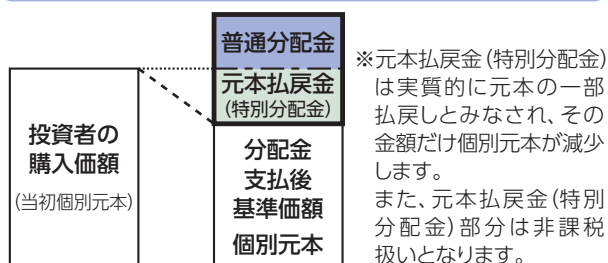 普通分配金
元本払戻金
(特別分配金)
投資者の
購入価額
(当初個別元本)
分配金
支払後
基準価額
個別元本
※元本払戻金(特別分配金)
は実質的に元本の一部
払戻しとみなされ、その
金額だけ個別元本が減少
します。
また、元本払戻金(特別
分配金)部分は非課税
扱いとなります。